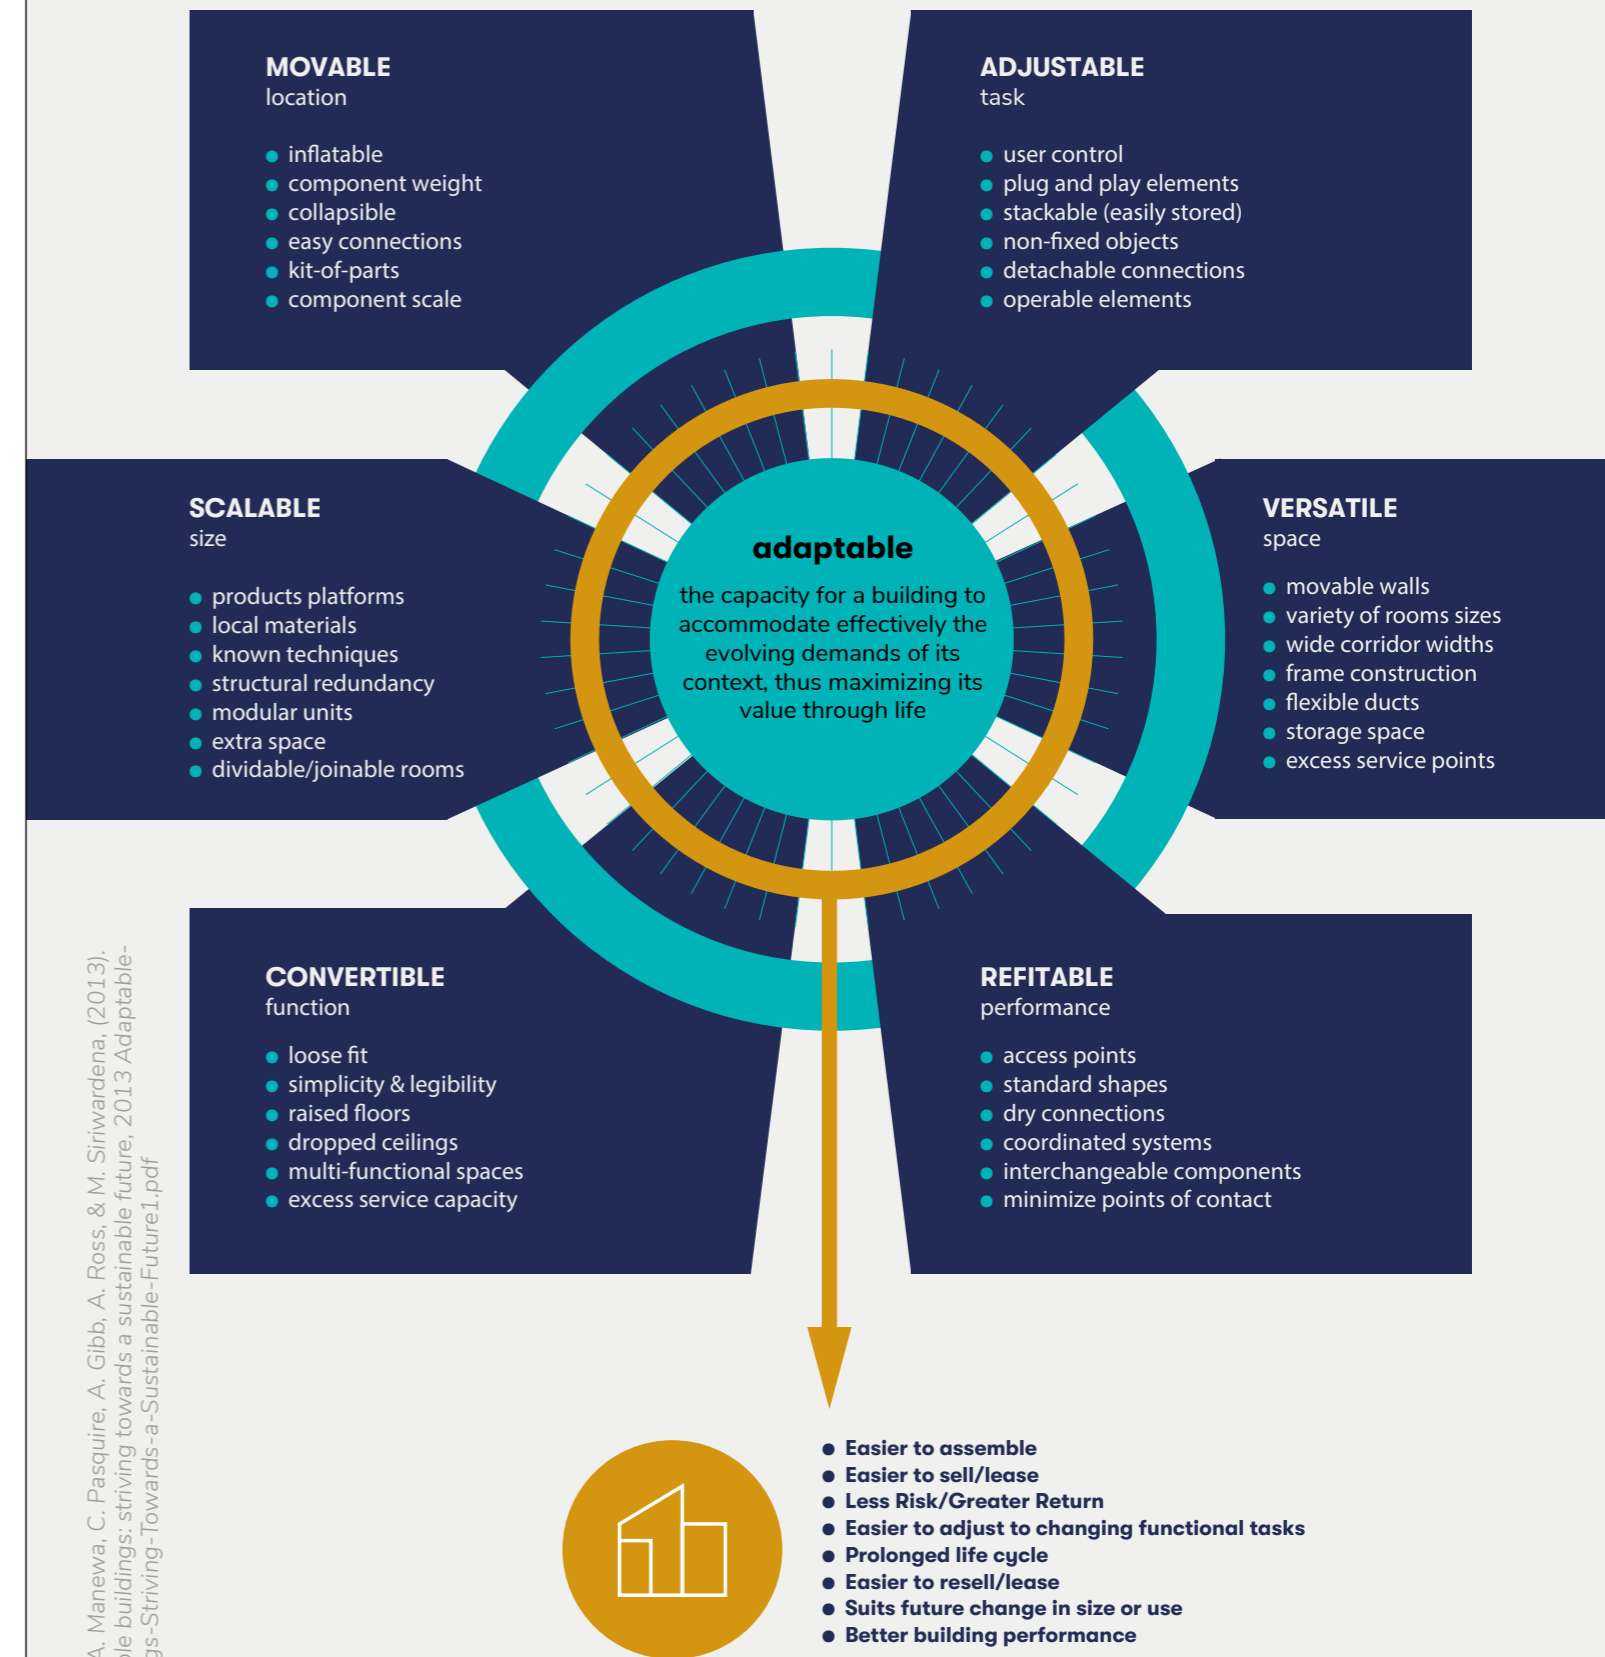 MOVABLE
location
inflatable
component weight
collapsible
easy connections
kit-of-parts
component scale
ADJUSTABLE
task
user control
plug and play elements
stackable (easily stored)
non-fixed objects
detachable connections
operable elements
SCALABLE
size
products platforms
local materials
known techniques
structural redundancy
modular units
extra space
dividable/joinable rooms
adaptable
the capacity for a building to
accommodate effectively the
evolving demands of its
context, thus maximizing its
value through life
VERSATILE
space
movable walls
variety of rooms sizes
wide corridor widths
frame construction
flexible ducts
storage space
excess service points
CONVERTIBLE
function
loose fit
simplicity & legibility
raised floors
dropped ceilings
multi-functional spaces
excess service capacity
REFITABLE
performance
access points
standard shapes
dry connections
coordinated systems
interchangeable components
minimize points of contact
Easier to assemble
Easier to sell/lease
Less Risk/Greater Return
Easier to adjust to changing functional tasks
Prolonged life cycle
Easier to resell/lease
Suits future change in size or use
Better building performance
A. Manewa, C. Pasquire, A. Gibb, A. Ross, & M. Siriwardena, (2013).
buildings: striving towards a sustainable future, 2013 Adaptable-
-Striving-Towards-a-Sustainable-Future1.pdf